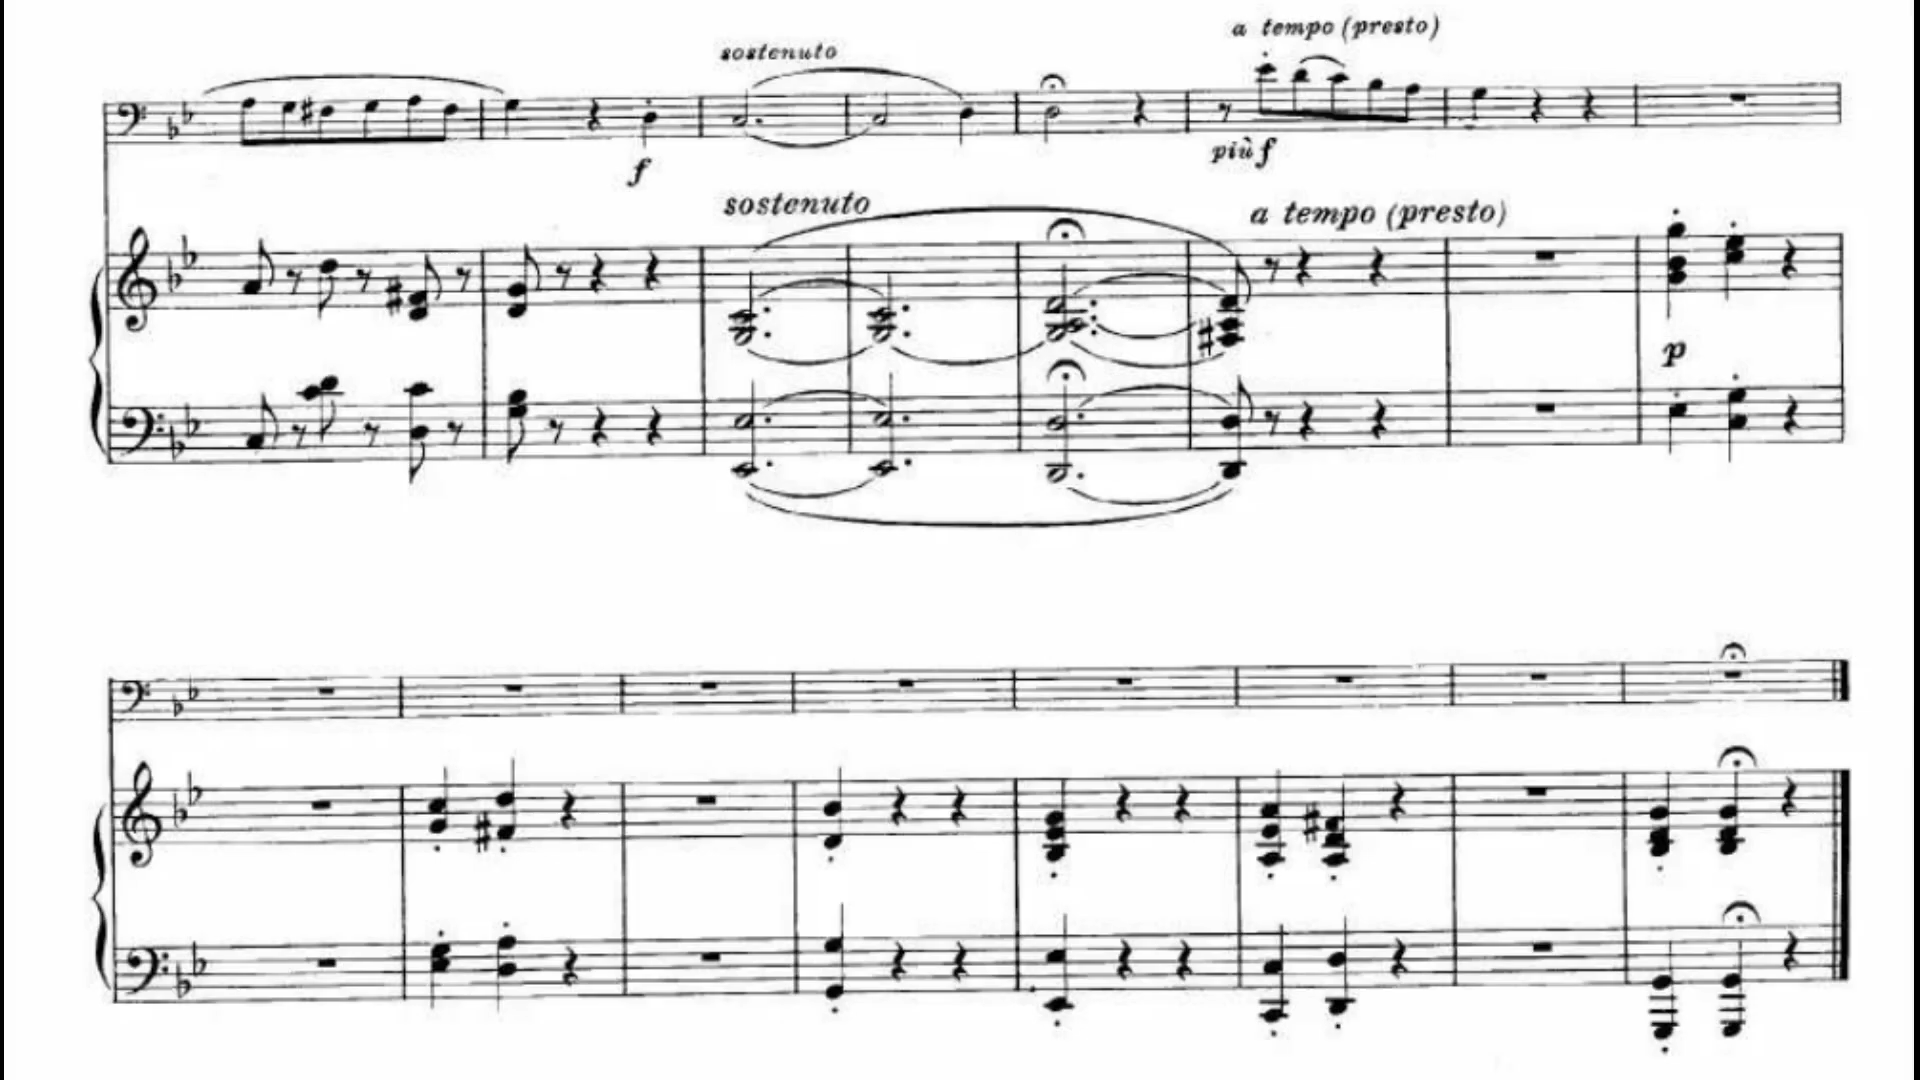 a tempo (presto)
sostenuto
f
più f
sostenuto
a tempo (presto)
p